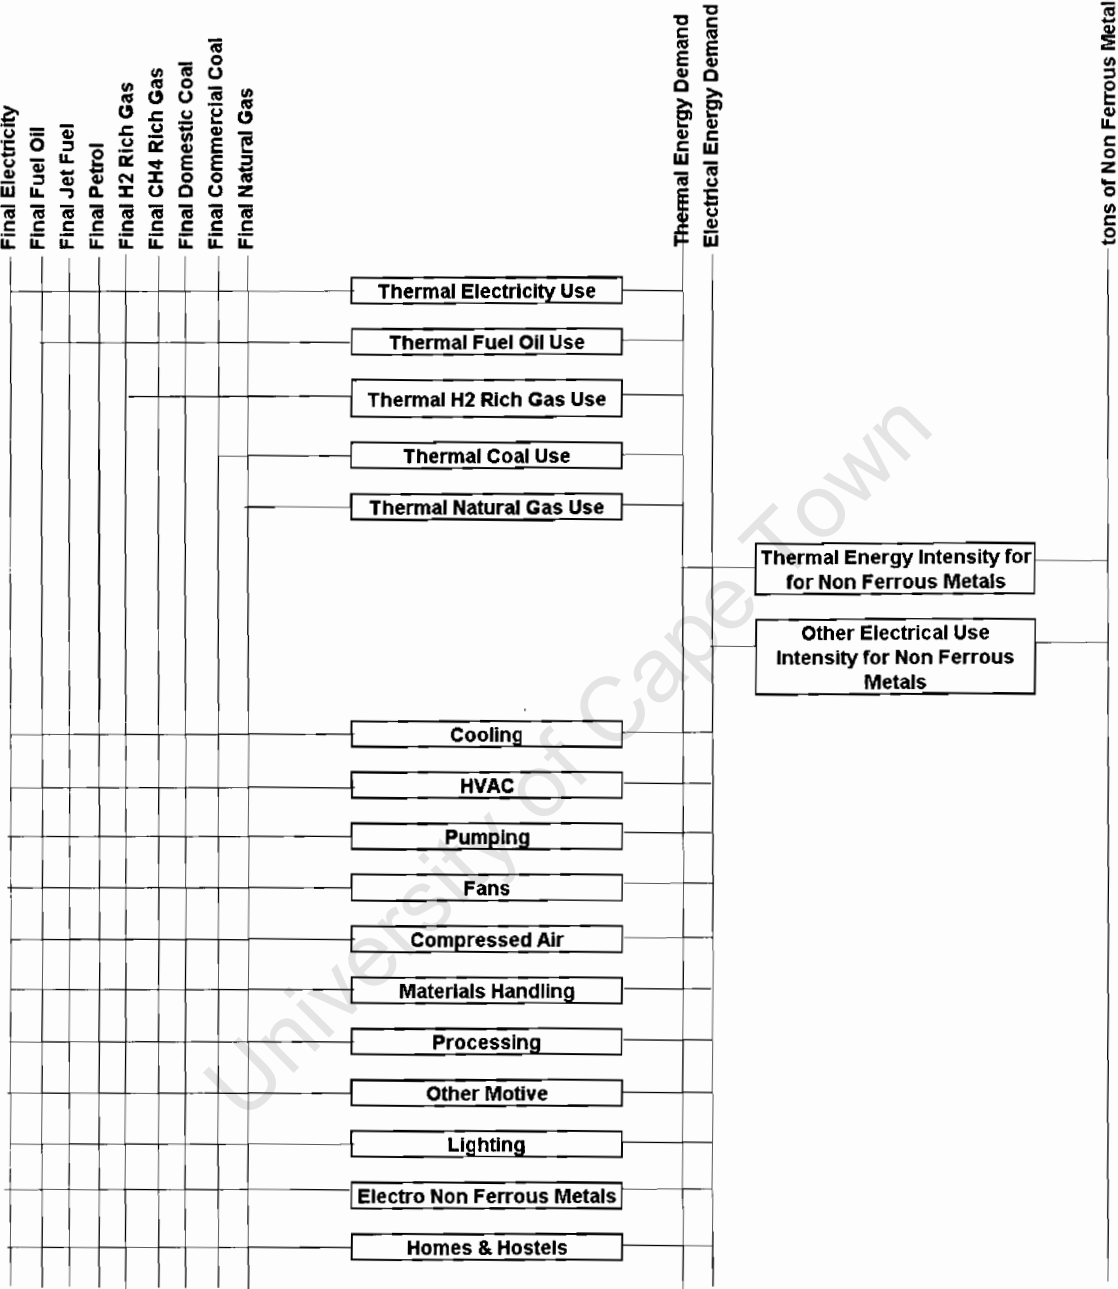 Final Electricity
Final Fuel Oil
Final Jet Fuel
Final Petrol
Final H2 Rich Gas
Final CH4 Rich Gas
Final Domestic Coal
Final Commercial Coal
Final Natural Gas
Thermal Energy Demand
Electrical Energy Demand
tons of Non Ferrous Metal
Thermal Electricity Use
Thermal Fuel Oil Use
Thermal H2 Rich Gas Use
Thermal Coal Use
Thermal Natural Gas Use
Thermal Energy Intensity for
for Non Ferrous Metals
Other Electrical Use
Intensity for Non Ferrous
Metals
Cooling
HVAC
Pumping
Fans
Compressed Air
Materials Handling
Processing
Other Motive
Lighting
Electro Non Ferrous Metals
Homes & Hostels
University of Cape Town